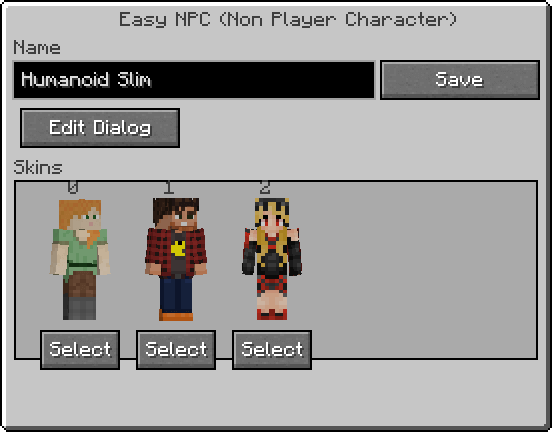 Easy NPC (Non Player Character)
Name
Humanoid Slim
Save
Edit Dialog
Skins
0 1 2
Select Select Select